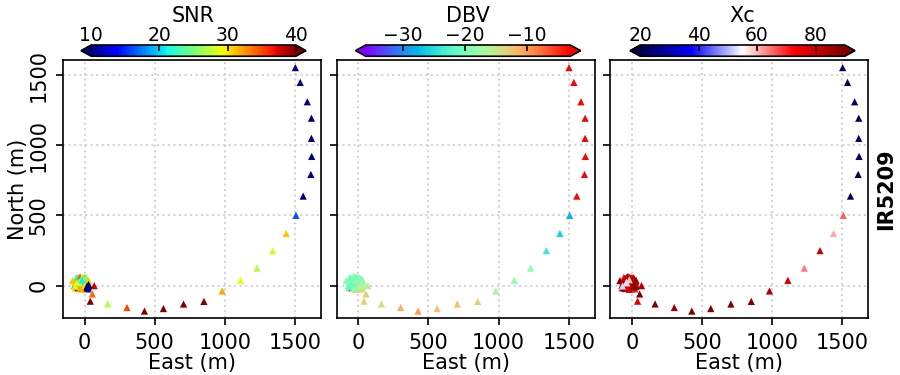 SNR DBV Xc
10 20 30 40 −30 −20 −10 20 40 60 80
1500
1000
500
0
North (m)
IR5209
0 500 1000 1500 0 500 1000 1500 0 500 1000 1500
East (m) East (m) East (m)